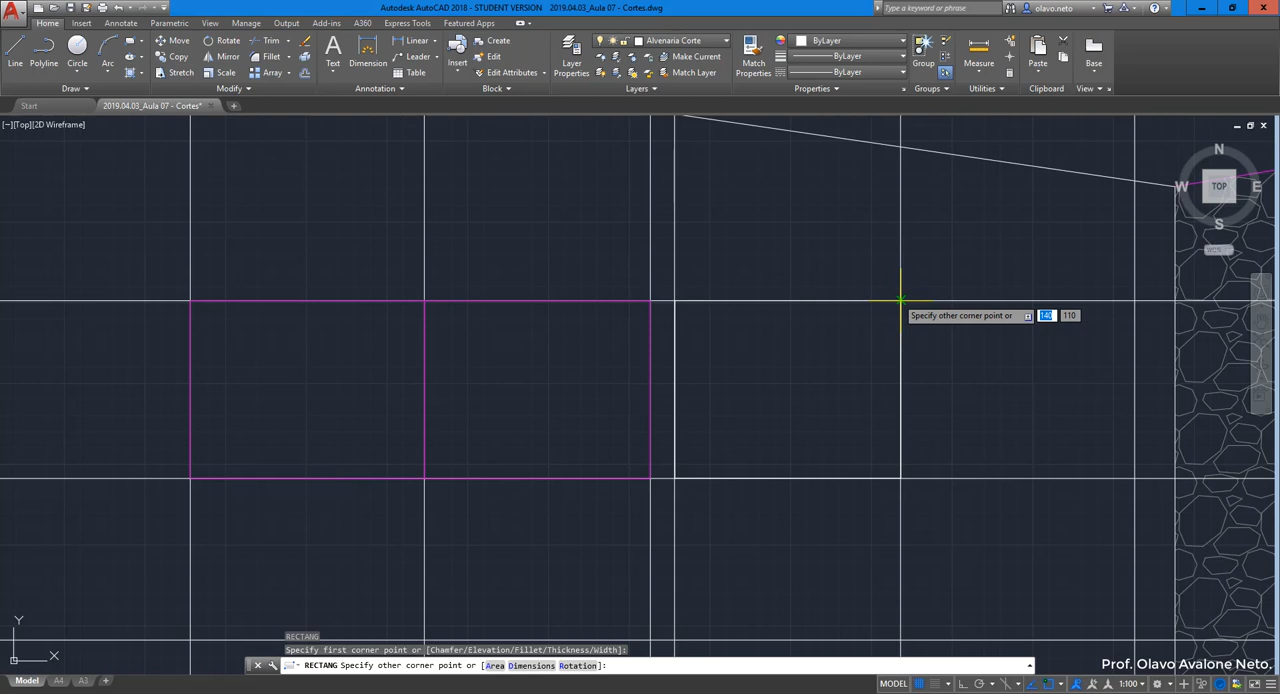 Autodesk AutoCAD 2018 - STUDENT VERSION 2019.04.03_Aula 07 - Cortes.dwg
Type a keyword or phrase
olavo.neto
Home Insert Annotate Parametric View Manage Output Add-ins A360 Express Tools Featured Apps
Line Polyline Circle Arc
Move Rotate Trim
Copy Mirror Fillet
Stretch Scale Array
Text Dimension
Linear
Leader
Table
Insert
Create
Edit
Edit Attributes
Layer Properties
Alvenaria Corte
Make Current
Match Layer
Match Properties
ByLayer
ByLayer
ByLayer
Group Measure Paste Base
Draw Modify Annotation Block Layers Properties Groups Utilities Clipboard View
Start 2019.04.03_Aula 07 - Cortes*
[−][Top][2D Wireframe]
N
W TOP E
S
WCS
Specify other corner point or 140 110
Y
X
RECTANG
Specify first corner point or [Chamfer/Elevation/Fillet/Thickness/Width]:
RECTANG Specify other corner point or [Area Dimensions Rotation]:
Prof. Olavo Avalone Neto.
Model A4 A3
MODEL 1:100